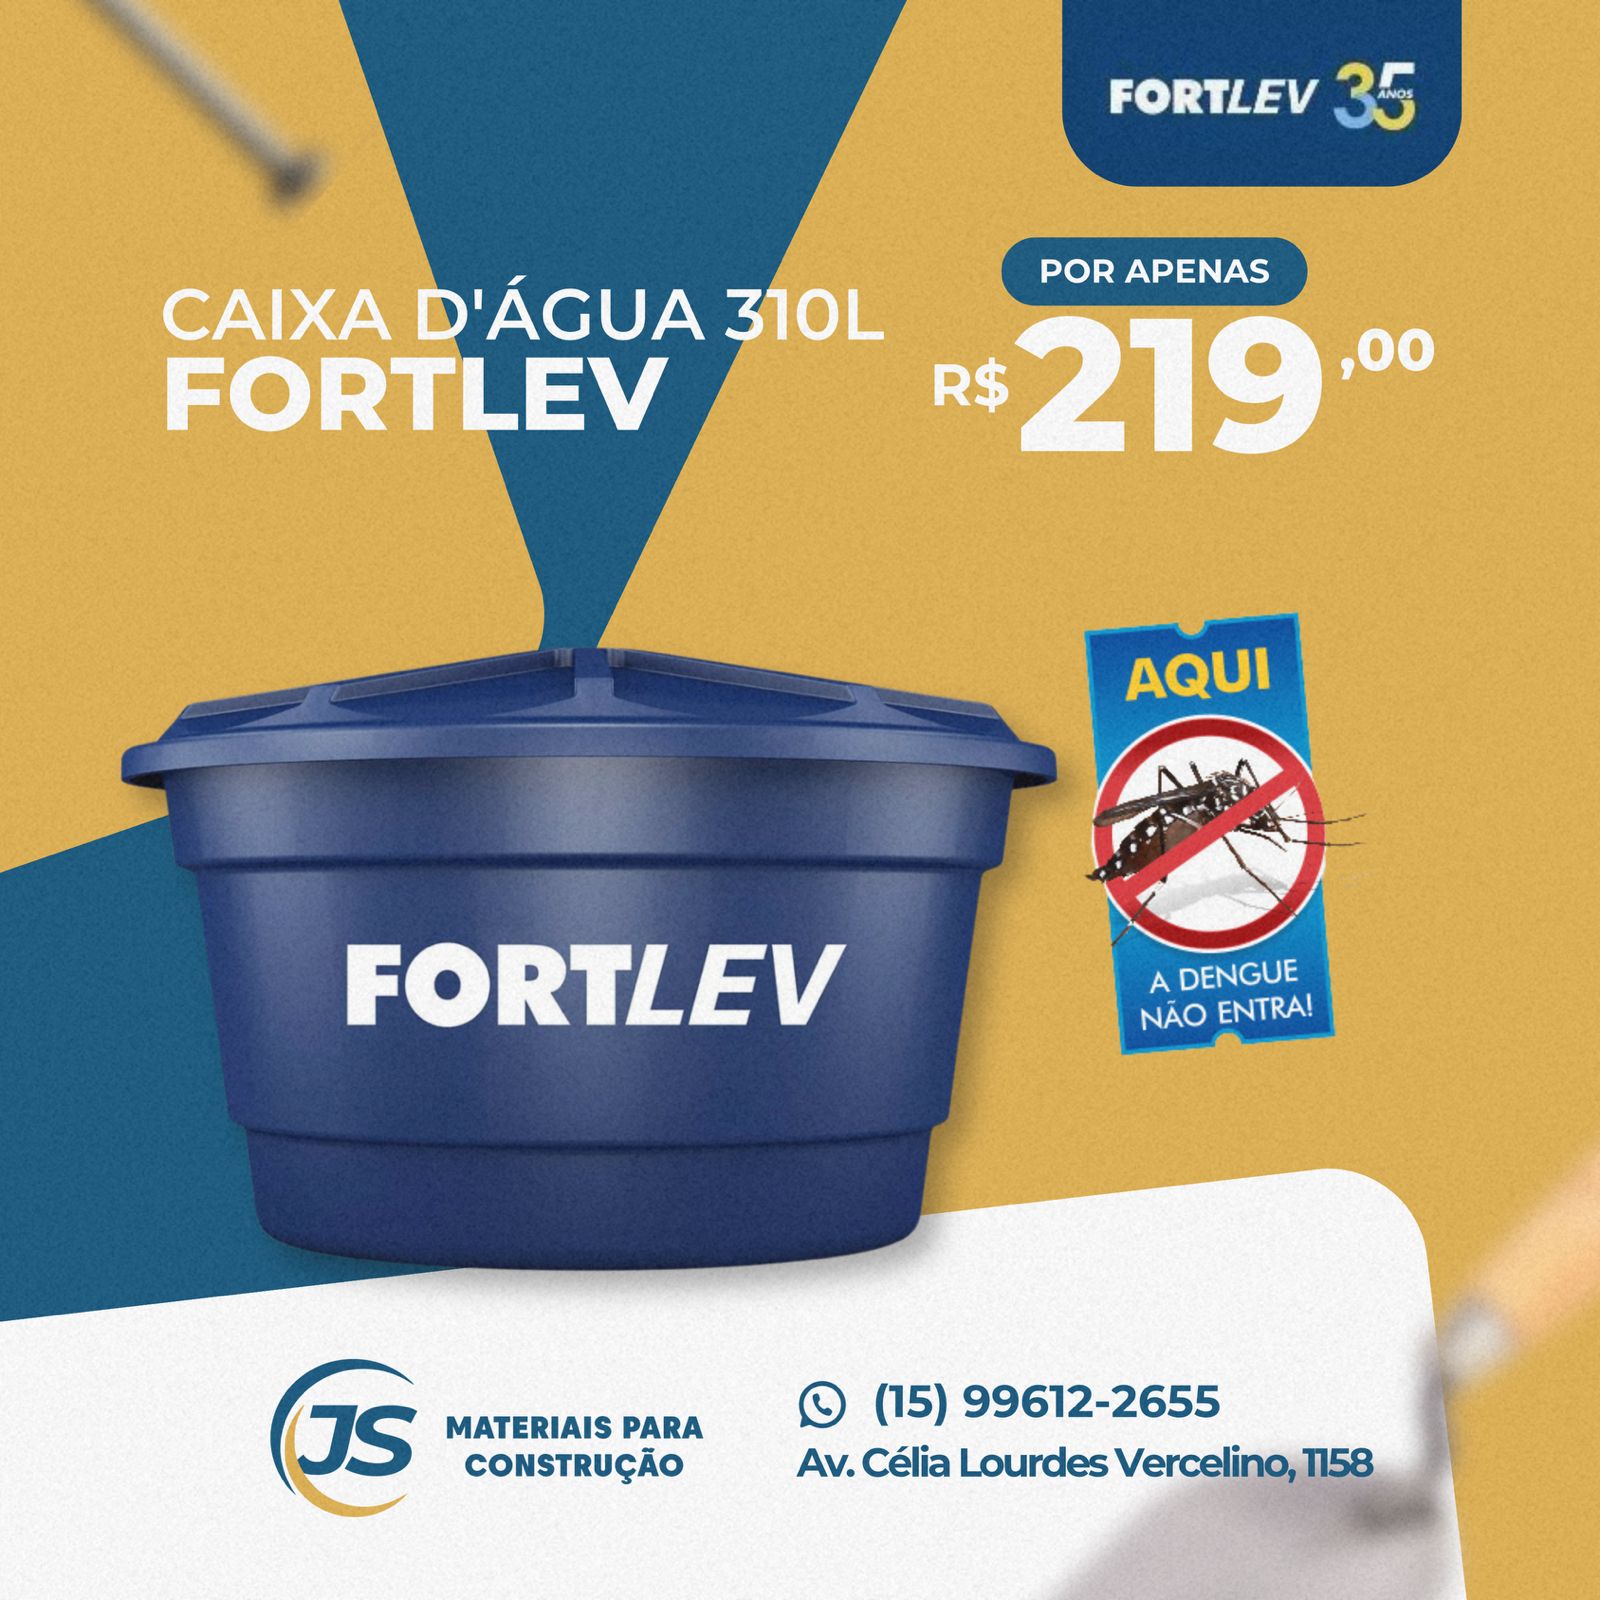 FORTLEV 35 ANOS
CAIXA D'ÁGUA 310L
FORTLEV
POR APENAS
R$ 219,00
AQUI
A DENGUE
NÃO ENTRA!
FORTLEV
JS
MATERIAIS PARA
CONSTRUÇÃO
(15) 99612-2655
Av. Célia Lourdes Vercelino, 1158